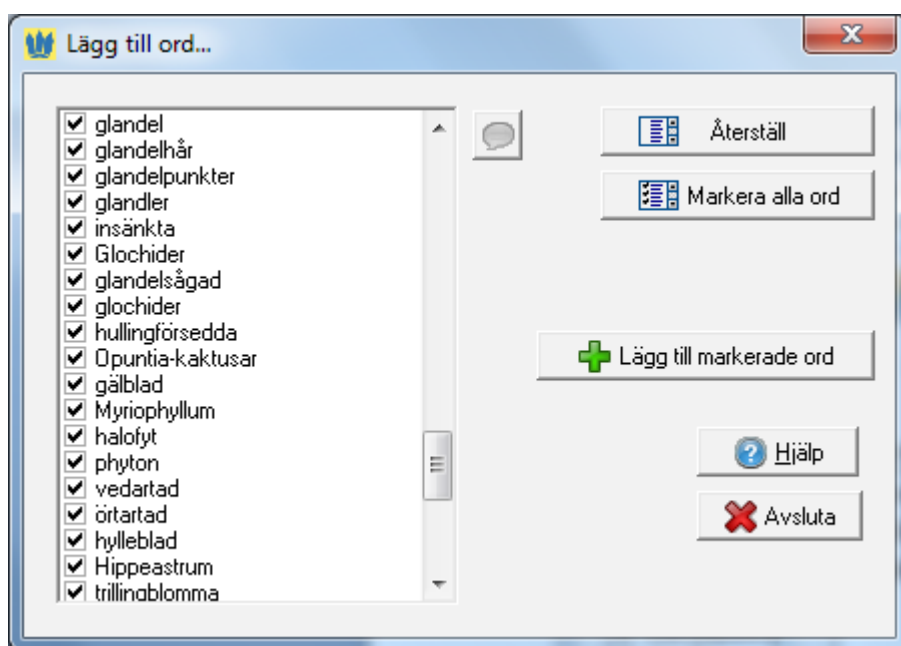 Lägg till ord...
glandel
glandelhår
glandelpunkter
glandler
insänkta
Glochider
glandelsågad
glochider
hullingförsedda
Opuntia-kaktusar
gälblad
Myriophyllum
halofyt
phyton
vedartad
örtartad
hylleblad
Hippeastrum
trillingblomma
Återställ
Markera alla ord
Lägg till markerade ord
Hjälp
Avsluta